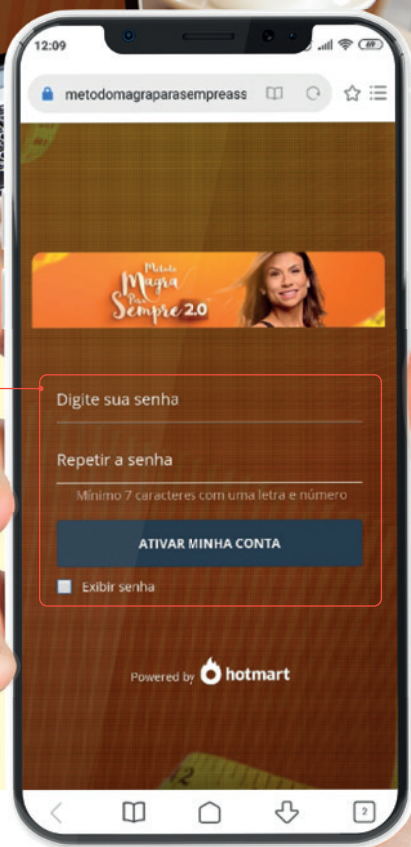 12:09
metodomagraparasempreass
Método
Magra
Para
Sempre 2.0
Digite sua senha
Repetir a senha
Mínimo 7 caracteres com uma letra e número
ATIVAR MINHA CONTA
Exibir senha
Powered by hotmart
2